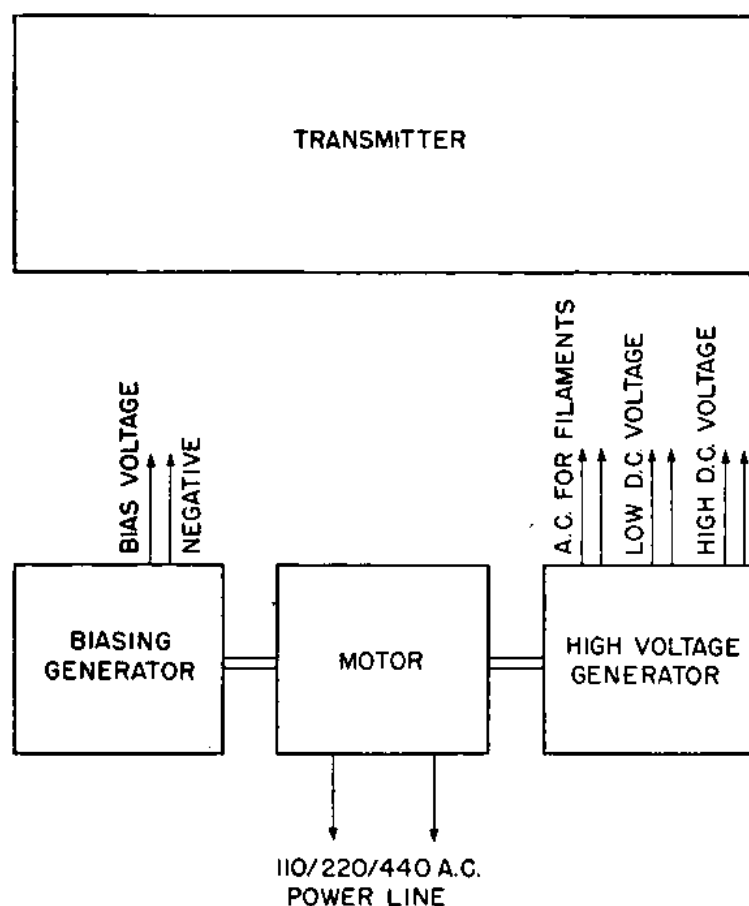 TRANSMITTER
BIAS VOLTAGE
NEGATIVE
A.C. FOR FILAMENTS
LOW D.C. VOLTAGE
HIGH D.C. VOLTAGE
BIASING
GENERATOR
MOTOR
HIGH VOLTAGE
GENERATOR
110/220/440 A.C.
POWER LINE